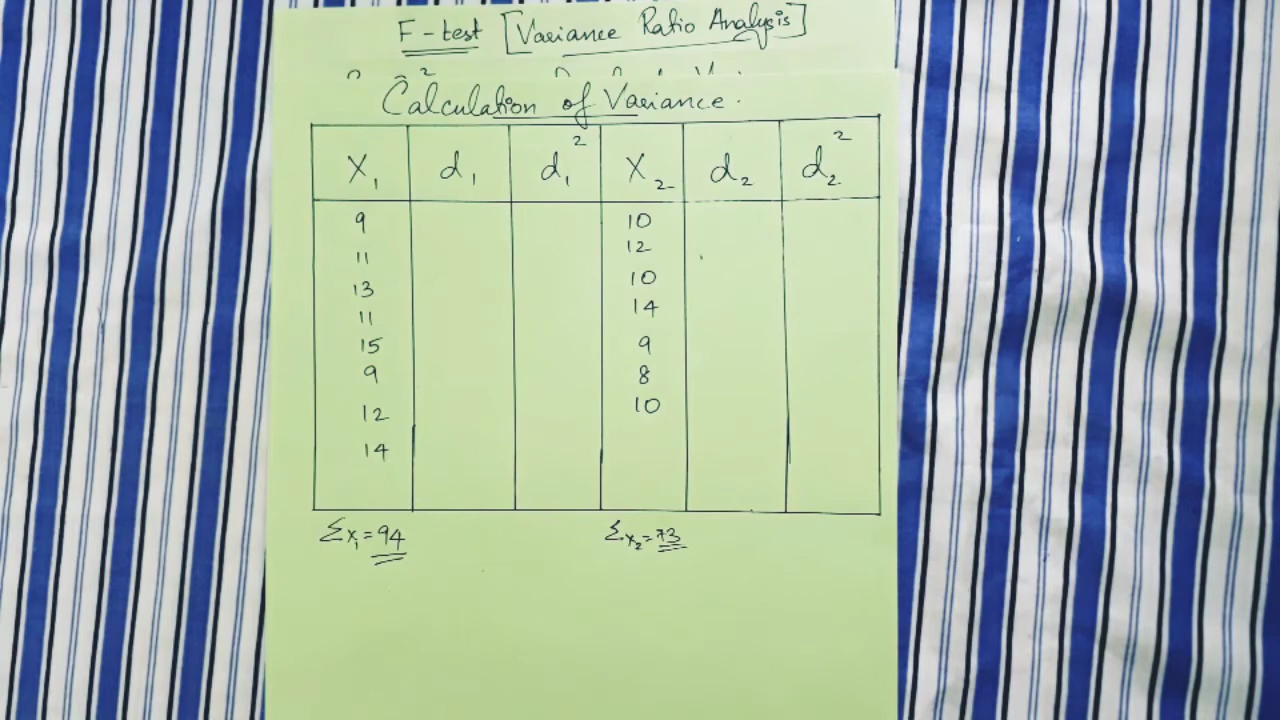 F-test [Variance Ratio Analysis]
Calculation of Variance.
X₁ d₁ d₁² X₂ d₂ d₂²
9 10
11 12
13 10
11 14
15 9
9 8
12 10
14
Σx₁=94 Σx₂=73